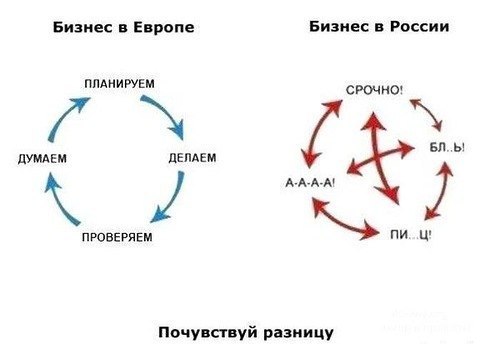 Бизнес в Европе
Бизнес в России
ПЛАНИРУЕМ
СРОЧНО!
БЛ..Ь!
ДУМАЕМ
ДЕЛАЕМ
А-А-А-А!
ПРОВЕРЯЕМ
ПИ...Ц!
Почувствуй разницу